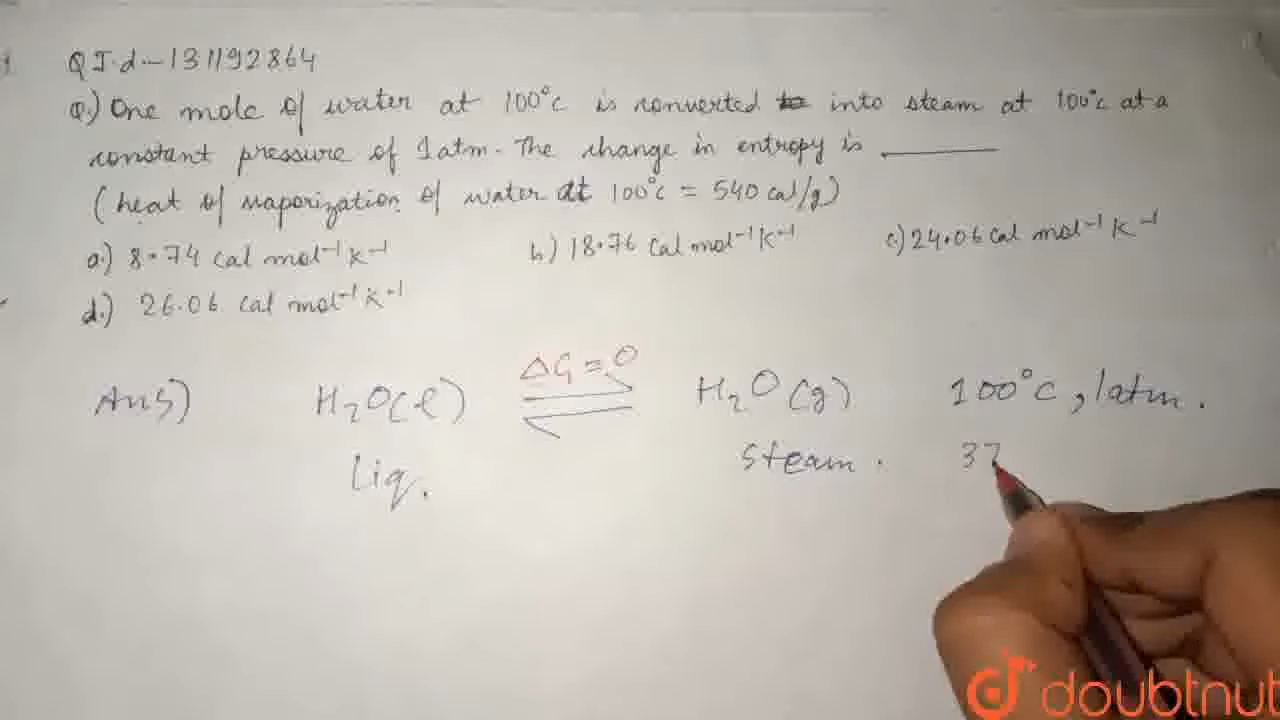 QI.d-131192864
Q.) One mole of water at 100°c is converted into steam at 100°c at a
constant pressure of 1atm. The change in entropy is ______
(heat of vaporization of water at 100°c = 540 cal/g)
a.) 8.74 cal mol⁻¹ K⁻¹ b.) 18.76 Cal mol⁻¹ K⁻¹ c.) 24.06 cal mol⁻¹ K⁻¹
d.) 26.06 cal mol⁻¹ K⁻¹
Ans) H₂O(l) ΔG = 0 ⇌ H₂O(g) 100°C, 1atm.
liq. steam. 37
doubtnut